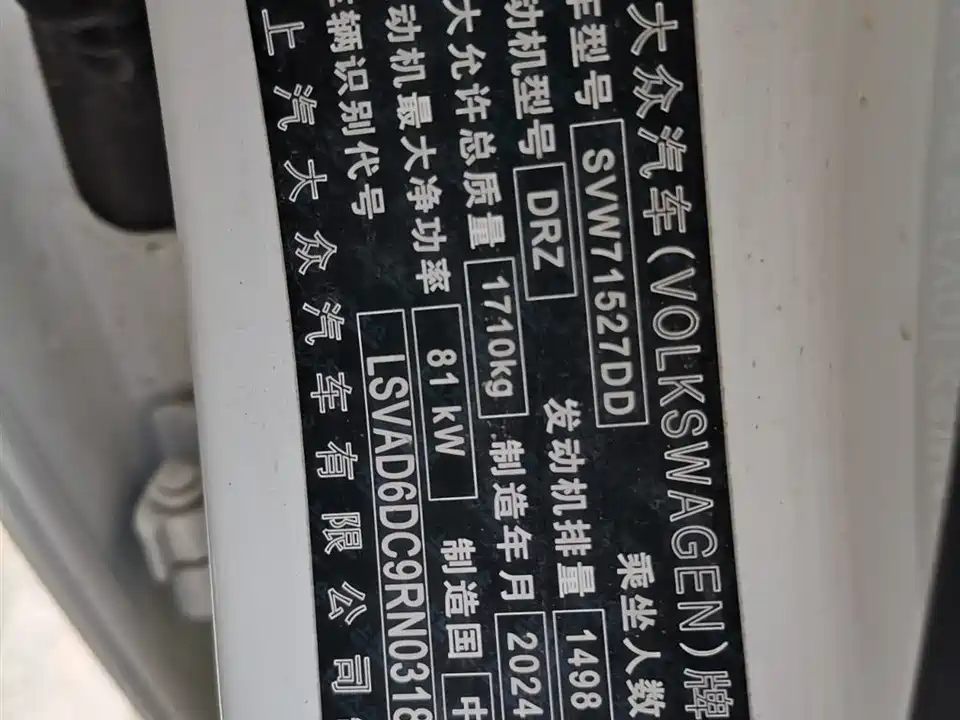 大众汽车(VOLKSWAGEN)牌
车型号 SVW71527DD 乘坐人数
动机型号 DRZ 发动机排量 1498
大允许总质量 1710kg 制造年月 2024
动机最大净功率 81 kW 制造国 中
车辆识别代号 LSVAD6DC9RN0318
上汽大众汽车有限公司